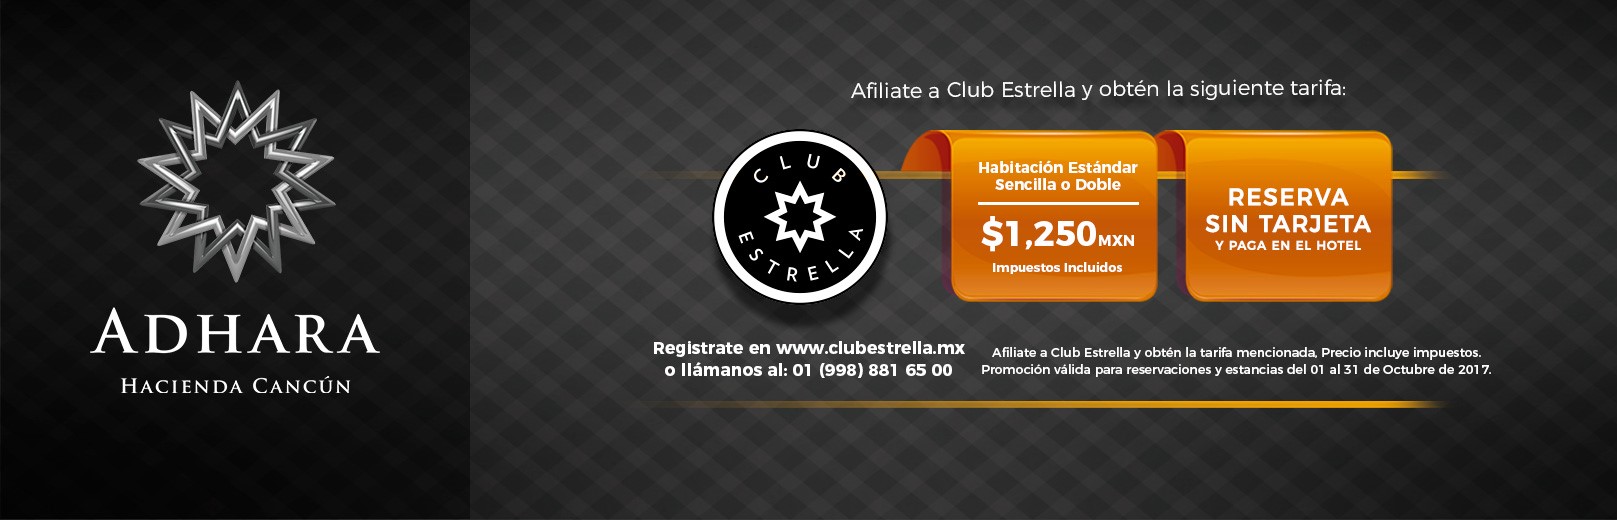 ADHARA
HACIENDA CANCÚN
Afiliate a Club Estrella y obtén la siguiente tarifa:
CLUB
ESTRELLA
Habitación Estándar
Sencilla o Doble
$1,250MXN
Impuestos Incluidos
RESERVA
SIN TARJETA
Y PAGA EN EL HOTEL
Registrate en www.clubestrella.mx
o llámanos al: 01 (998) 881 65 00
Afiliate a Club Estrella y obtén la tarifa mencionada, Precio incluye impuestos.
Promoción válida para reservaciones y estancias del 01 al 31 de Octubre de 2017.